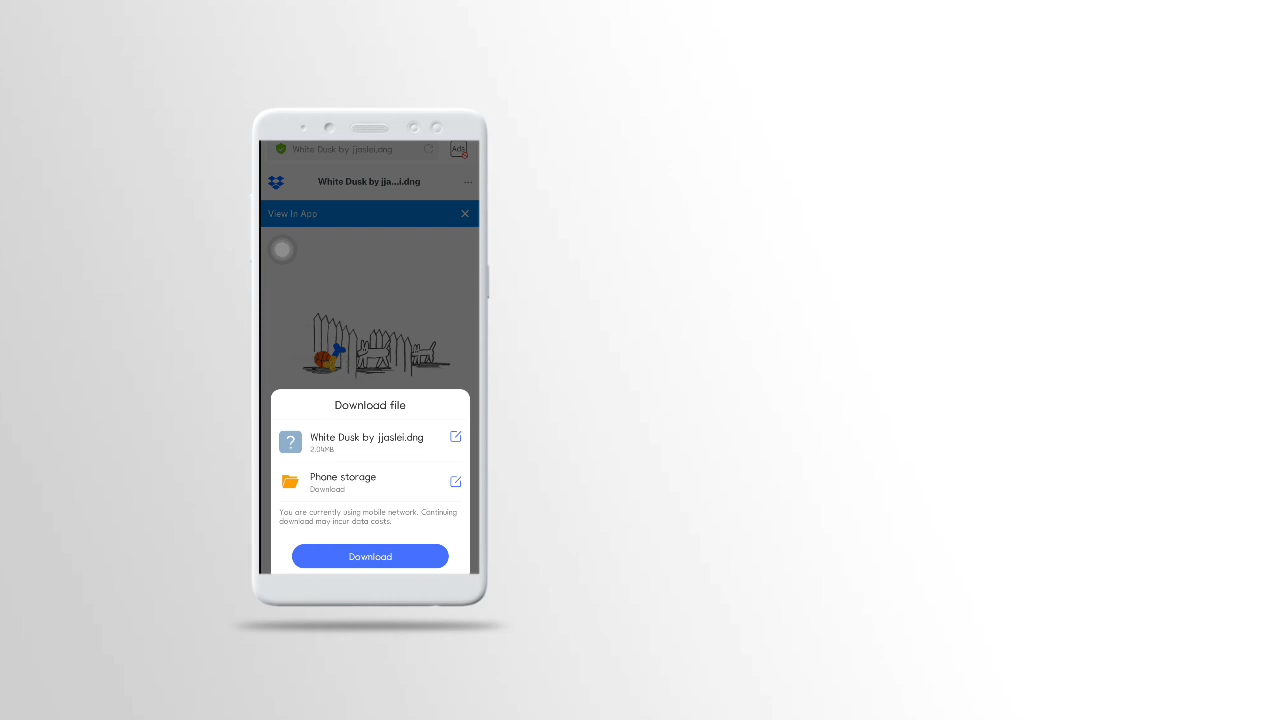 White Dusk by jjaslei.dng
Ads
White Dusk by jja...i.dng
View In App
Download file
?
White Dusk by jjaslei.dng
2.04MB
Phone storage
Download
You are currently using mobile network. Continuing
download may incur data costs.
Download